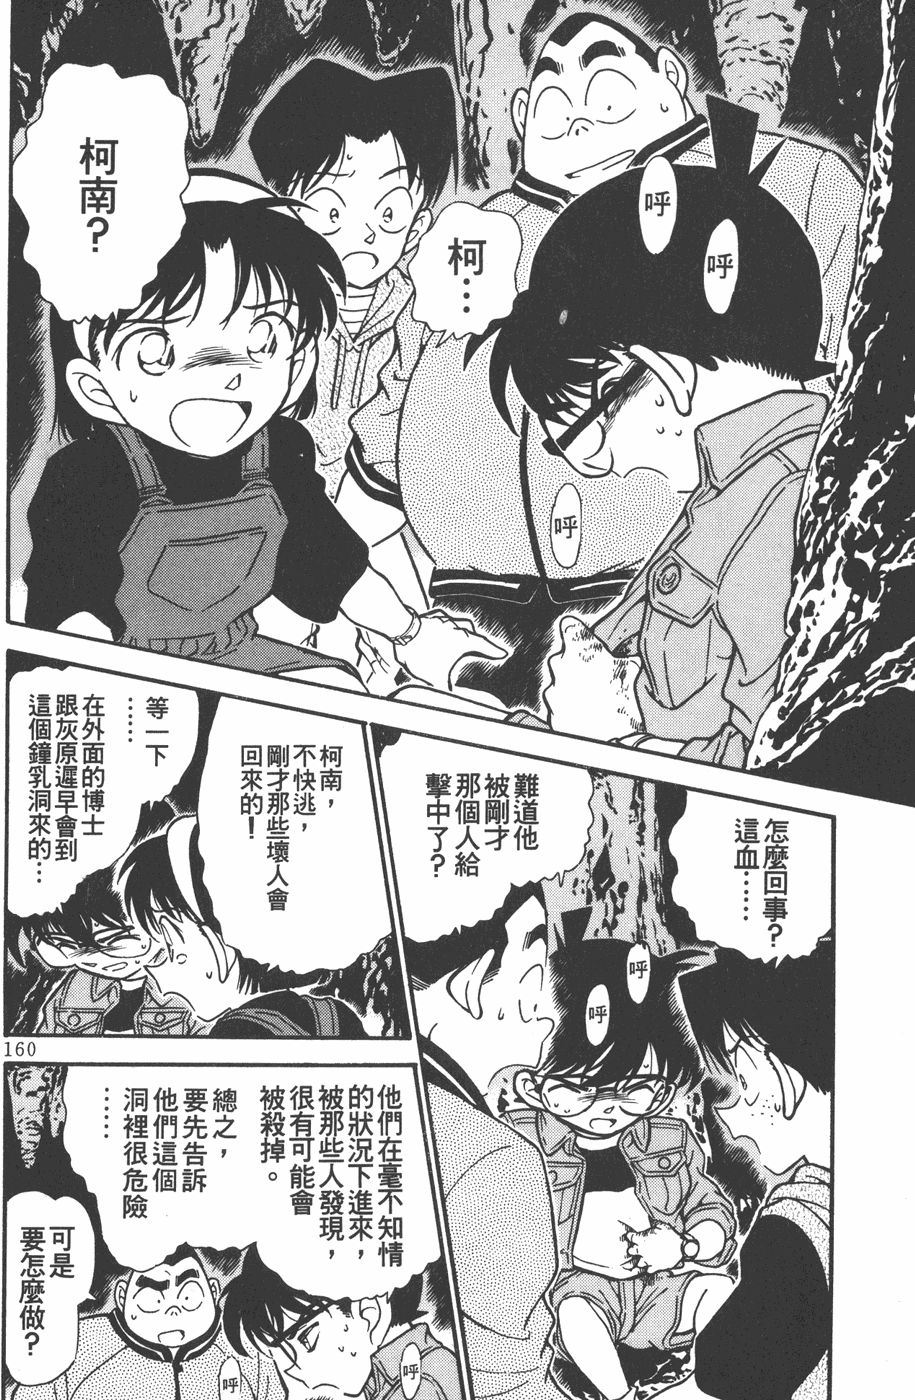 呼
呼
柯⋯
呼
柯南？
怎麼回事？
這血⋯⋯
難道他
被剛才
那個人給
擊中了？
呼
呼
柯南，
不快逃，
剛才那些壞人會
回來的！
等一下
⋯⋯
在外面的博士
跟灰原遲早會到
這個鐘乳洞來的⋯
160
他們在毫不知情
的狀況下進來，
被那些人發現，
很有可能會
被殺掉。
總之，
要先告訴
他們這個
洞裡很危險
⋯⋯
呼
呼
可是
要怎麼做？